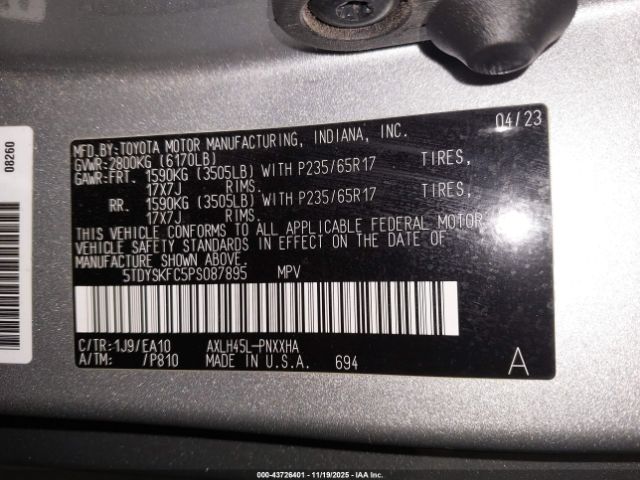 MFD.BY:TOYOTA MOTOR MANUFACTURING, INDIANA, INC. 04/23
GVWR:2800KG (6170LB)
GAWR:FRT. 1590KG (3505LB) WITH P235/65R17 TIRES,
17X7J RIMS.
RR. 1590KG (3505LB) WITH P235/65R17 TIRES,
17X7J RIMS.
THIS VEHICLE CONFORMS TO ALL APPLICABLE FEDERAL MOTOR
VEHICLE SAFETY STANDARDS IN EFFECT ON THE DATE OF
MANUFACTURE SHOWN ABOVE.
5TDYSKFC5PS087895 MPV
C/TR:1J9/EA10 AXLH45L-PNXXHA
A/TM: /P810 MADE IN U.S.A. 694 A
08260
000-43726401 - 11/19/2025 - IAAI.COM/CA